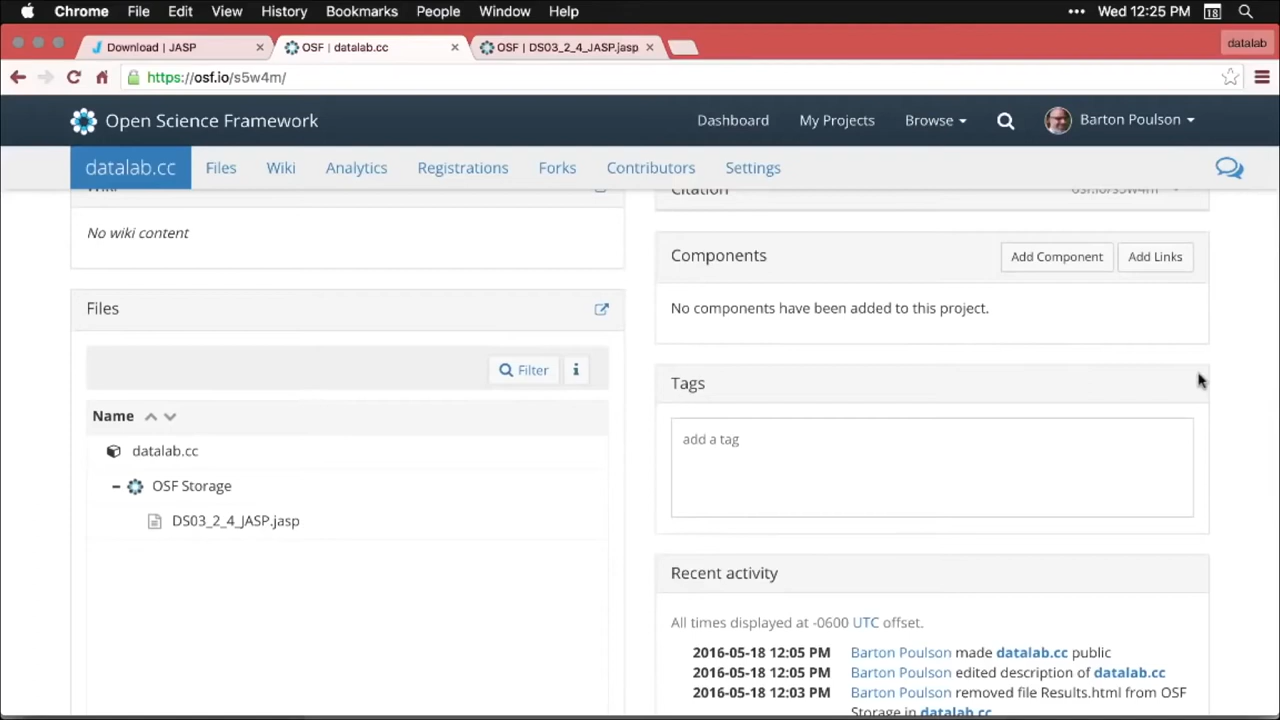 Chrome File Edit View History Bookmarks People Window Help ••• Wed 12:25 PM 18
Download | JASP OSF | datalab.cc OSF | DS03_2_4_JASP.jasp datalab
https://osf.io/s5w4m/
Open Science Framework Dashboard My Projects Browse Barton Poulson
datalab.cc Files Wiki Analytics Registrations Forks Contributors Settings
Wiki
Citation osf.io/s5w4m
No wiki content
Components Add Component Add Links
No components have been added to this project.
Files
Filter i
Name
datalab.cc
OSF Storage
DS03_2_4_JASP.jasp
Tags
add a tag
Recent activity
All times displayed at -0600 UTC offset.
2016-05-18 12:05 PM Barton Poulson made datalab.cc public
2016-05-18 12:05 PM Barton Poulson edited description of datalab.cc
2016-05-18 12:03 PM Barton Poulson removed file Results.html from OSF
Storage in datalab.cc